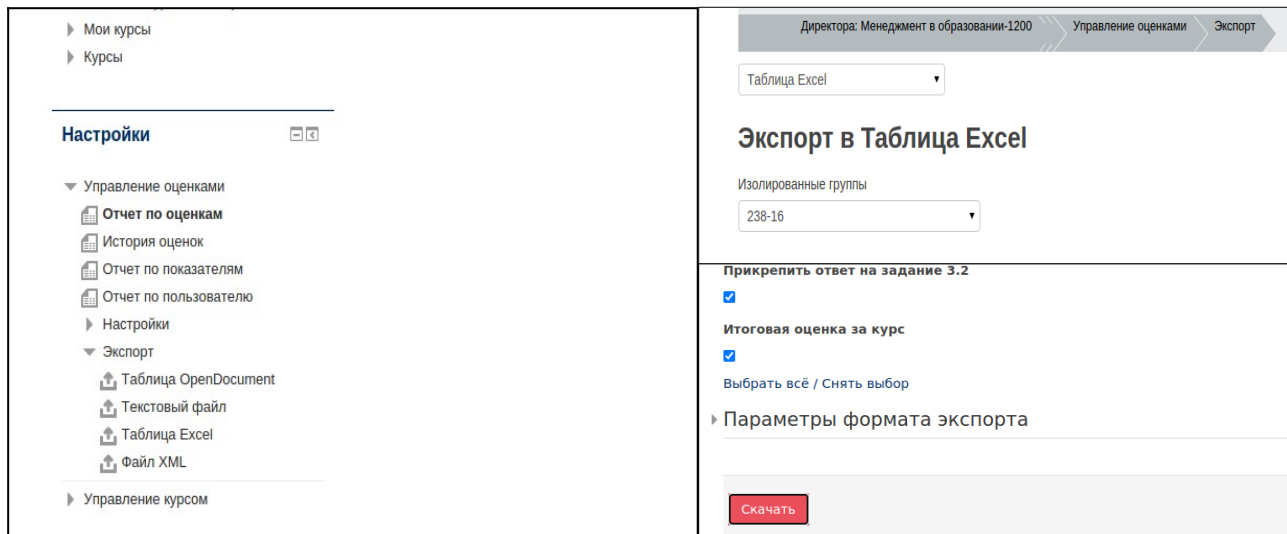 Мои курсы
Курсы
Настройки
Управление оценками
Отчет по оценкам
История оценок
Отчет по показателям
Отчет по пользователю
Настройки
Экспорт
Таблица OpenDocument
Текстовый файл
Таблица Excel
Файл XML
Управление курсом
Директора: Менеджмент в образовании-1200 Управление оценками Экспорт
Таблица Excel
Экспорт в Таблица Excel
Изолированные группы
238-16
Прикрепить ответ на задание 3.2
Итоговая оценка за курс
Выбрать всё / Снять выбор
Параметры формата экспорта
Скачать